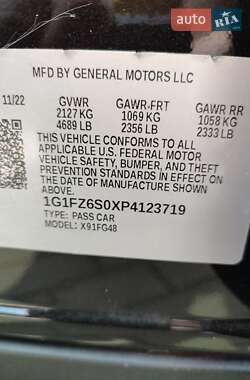 AUTO
RIA
MFD BY GENERAL MOTORS LLC
11/22 GVWR GAWR-FRT GAWR RR
2127 KG 1069 KG 1058 KG
4689 LB 2356 LB 2333 LB
THIS VEHICLE CONFORMS TO ALL
APPLICABLE U.S. FEDERAL MOTOR
VEHICLE SAFETY, BUMPER, AND THEFT
PREVENTION STANDARDS IN EFFECT ON
THE DATE OF MANUFACTURE SHOWN ABOVE.
1G1FZ6S0XP4123719
TYPE: PASS CAR
MODEL: X91FG48